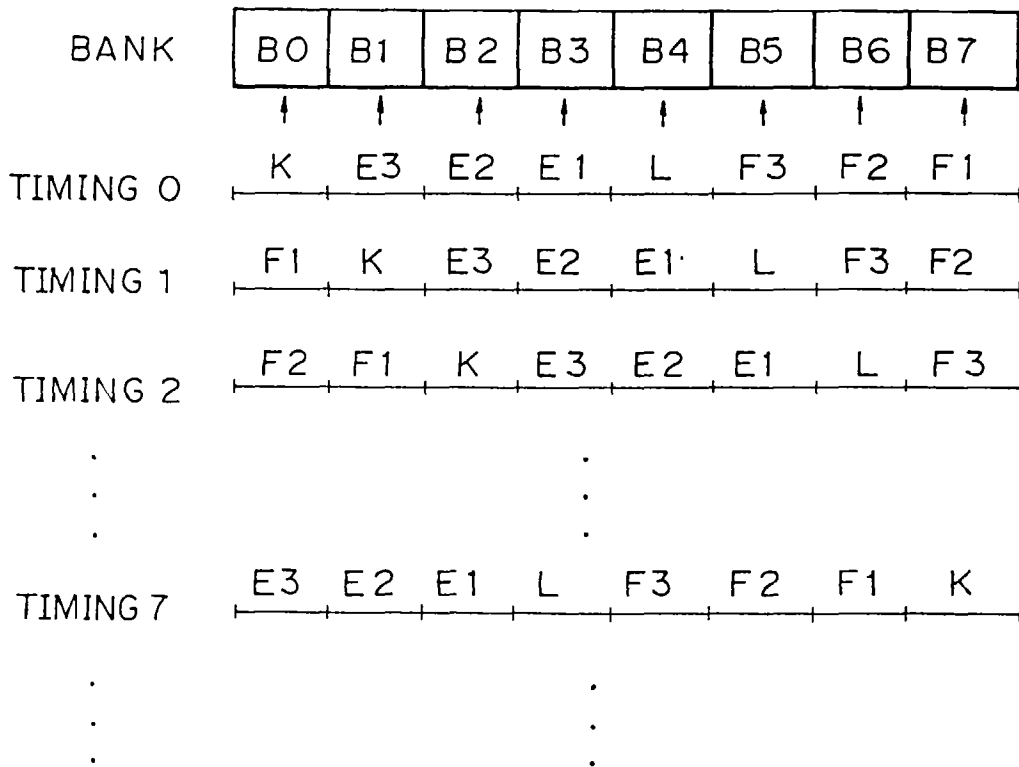 BANK B0 B1 B2 B3 B4 B5 B6 B7
TIMING 0 K E3 E2 E1 L F3 F2 F1
TIMING 1 F1 K E3 E2 E1 L F3 F2
TIMING 2 F2 F1 K E3 E2 E1 L F3
TIMING 7 E3 E2 E1 L F3 F2 F1 K